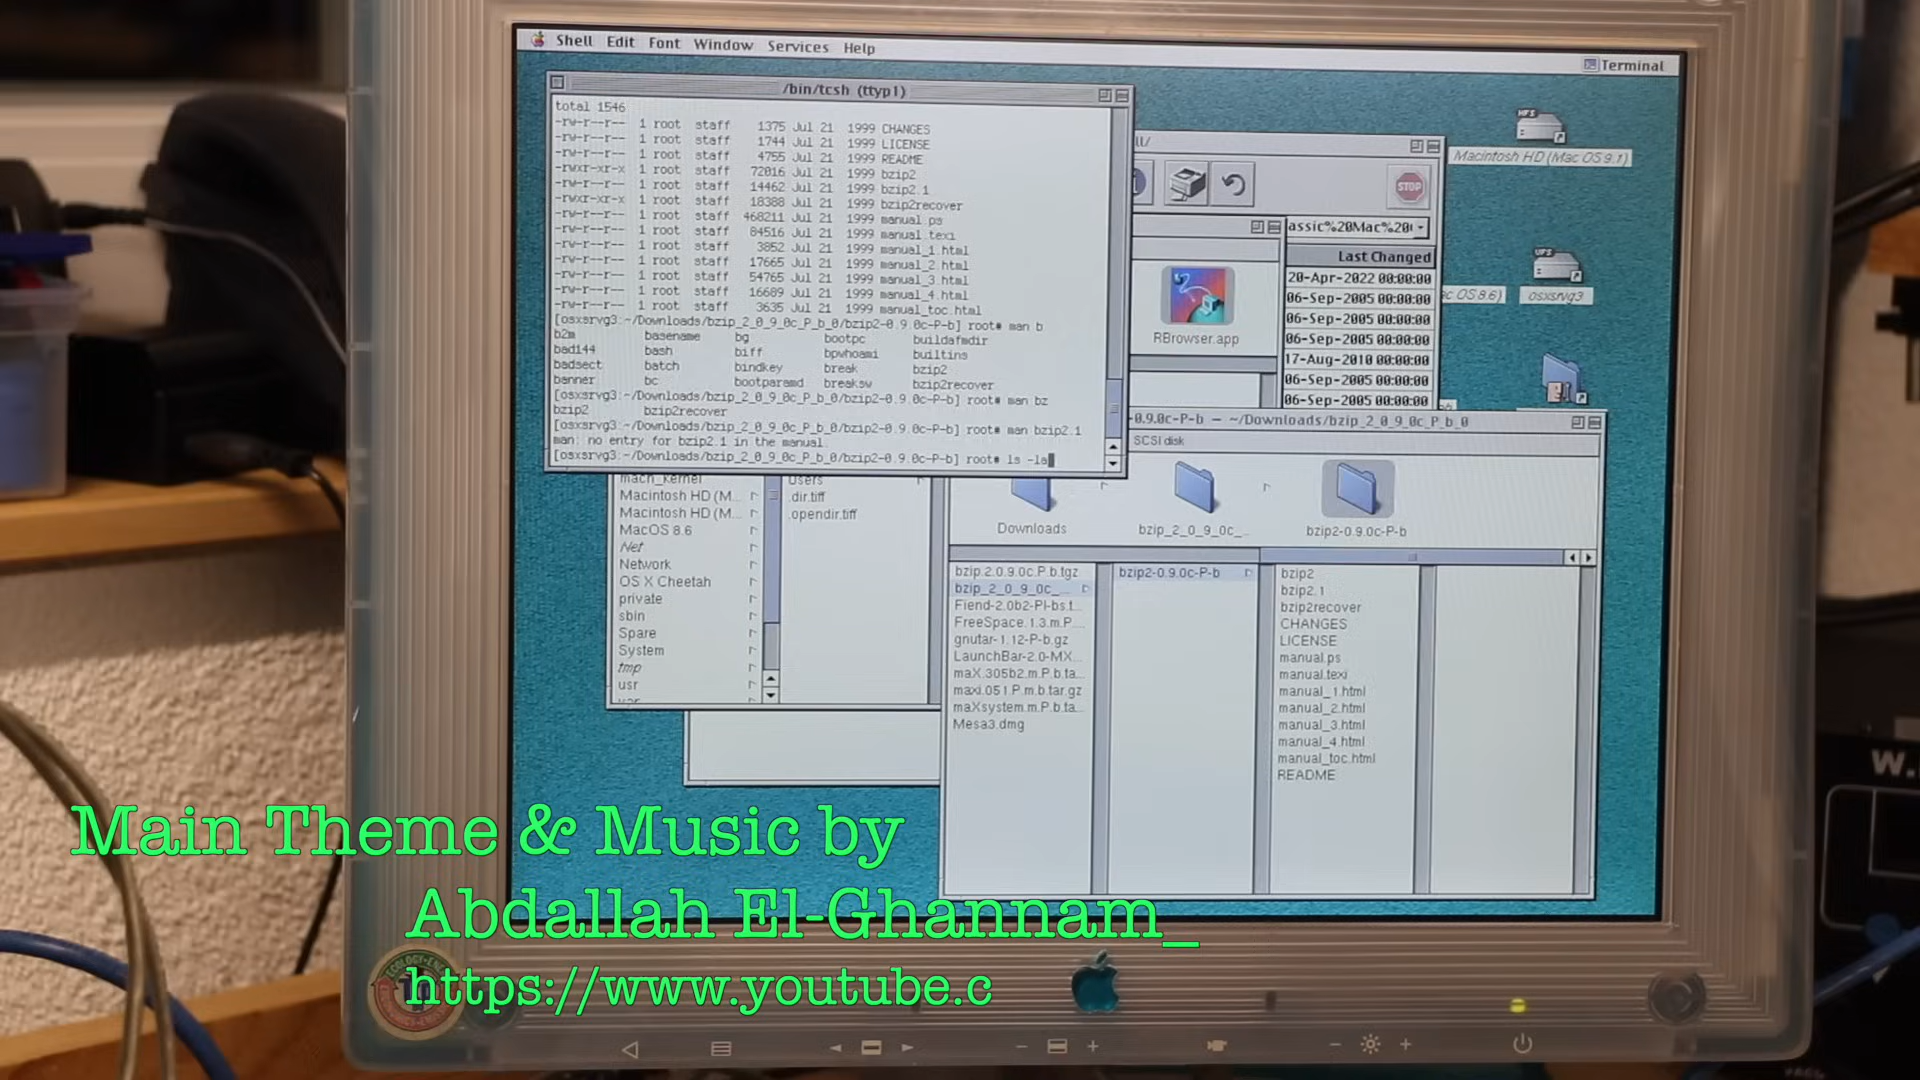 Shell Edit Font Window Services Help
Terminal
/bin/tcsh (ttyp1)
total 1546
-rw-r--r-- 1 root staff 1375 Jul 21 1999 CHANGES
-rw-r--r-- 1 root staff 1744 Jul 21 1999 LICENSE
-rw-r--r-- 1 root staff 4755 Jul 21 1999 README
-rwxr-xr-x 1 root staff 72016 Jul 21 1999 bzip2
-rw-r--r-- 1 root staff 14462 Jul 21 1999 bzip2.1
-rwxr-xr-x 1 root staff 18388 Jul 21 1999 bzip2recover
-rw-r--r-- 1 root staff 468211 Jul 21 1999 manual.ps
-rw-r--r-- 1 root staff 84516 Jul 21 1999 manual.texi
-rw-r--r-- 1 root staff 3852 Jul 21 1999 manual_1.html
-rw-r--r-- 1 root staff 17665 Jul 21 1999 manual_2.html
-rw-r--r-- 1 root staff 54765 Jul 21 1999 manual_3.html
-rw-r--r-- 1 root staff 16689 Jul 21 1999 manual_4.html
-rw-r--r-- 1 root staff 3635 Jul 21 1999 manual_toc.html
[osxsrvg3:~/Downloads/bzip_2_0_9_0c_P_b_0/bzip2-0.9.0c-P-b] root# man b
b2m basename bg bootpc buildafmdir
bad144 bash biff bpwhoami builtins
badsect batch bindkey break bzip2
banner bc bootparamd breaksw bzip2recover
[osxsrvg3:~/Downloads/bzip_2_0_9_0c_P_b_0/bzip2-0.9.0c-P-b] root# man bz
bzip2 bzip2recover
[osxsrvg3:~/Downloads/bzip_2_0_9_0c_P_b_0/bzip2-0.9.0c-P-b] root# man bzip2.1
man: no entry for bzip2.1 in the manual.
[osxsrvg3:~/Downloads/bzip_2_0_9_0c_P_b_0/bzip2-0.9.0c-P-b] root# ls -la
ll/
STOP
assic%20Mac%20
Last Changed
20-Apr-2022 00:00:00
06-Sep-2005 00:00:00
06-Sep-2005 00:00:00
06-Sep-2005 00:00:00
17-Aug-2010 00:00:00
06-Sep-2005 00:00:00
06-Sep-2005 00:00:00
RBrowser.app
HFS
Macintosh HD (Mac OS 9.1)
ac OS 8.6)
UFS
osxsrvg3
-0.9.0c-P-b — ~/Downloads/bzip_2_0_9_0c_P_b_0
SCSI disk
Downloads
bzip_2_0_9_0c_...
bzip2-0.9.0c-P-b
mach_kernel
Macintosh HD (M...
Macintosh HD (M...
MacOS 8.6
Net
Network
OS X Cheetah
private
sbin
Spare
System
tmp
usr
var
Users
.dir.tiff
.opendir.tiff
bzip.2.0.9.0c.P.b.tgz
bzip_2_0_9_0c_...
Fiend-2.0b2-PI-bs.t...
FreeSpace.1.3.m.P....
gnutar-1.12-P-b.gz
LaunchBar-2.0-MX...
maX.305b2.m.P.b.ta...
maxi.051.P.m.b.tar.gz
maXsystem.m.P.b.ta...
Mesa3.dmg
bzip2-0.9.0c-P-b
bzip2
bzip2.1
bzip2recover
CHANGES
LICENSE
manual.ps
manual.texi
manual_1.html
manual_2.html
manual_3.html
manual_4.html
manual_toc.html
README
W.
Main Theme & Music by
Abdallah El-Ghannam_
https://www.youtube.c